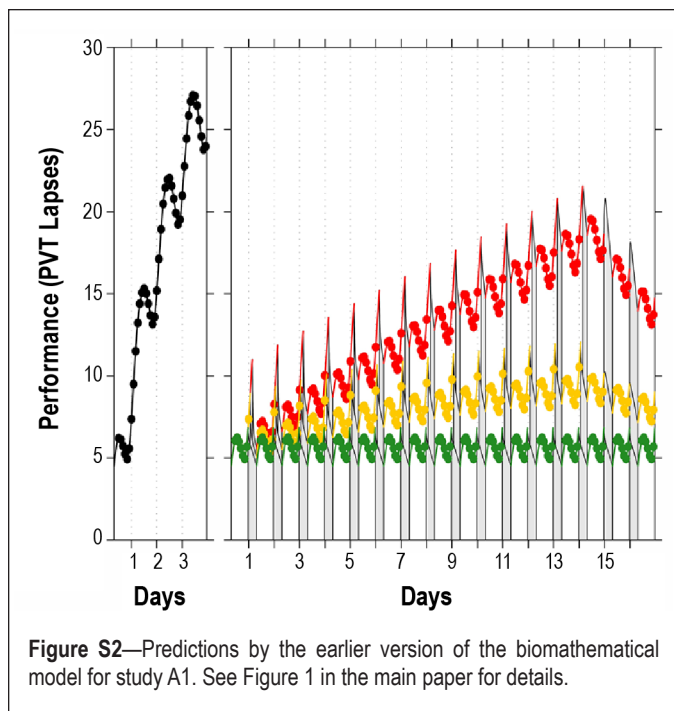 30
25
20
15
10
5
0
Performance (PVT Lapses)
1 2 3
Days
1 3 5 7 9 11 13 15
Days
Figure S2—Predictions by the earlier version of the biomathematical
model for study A1. See Figure 1 in the main paper for details.